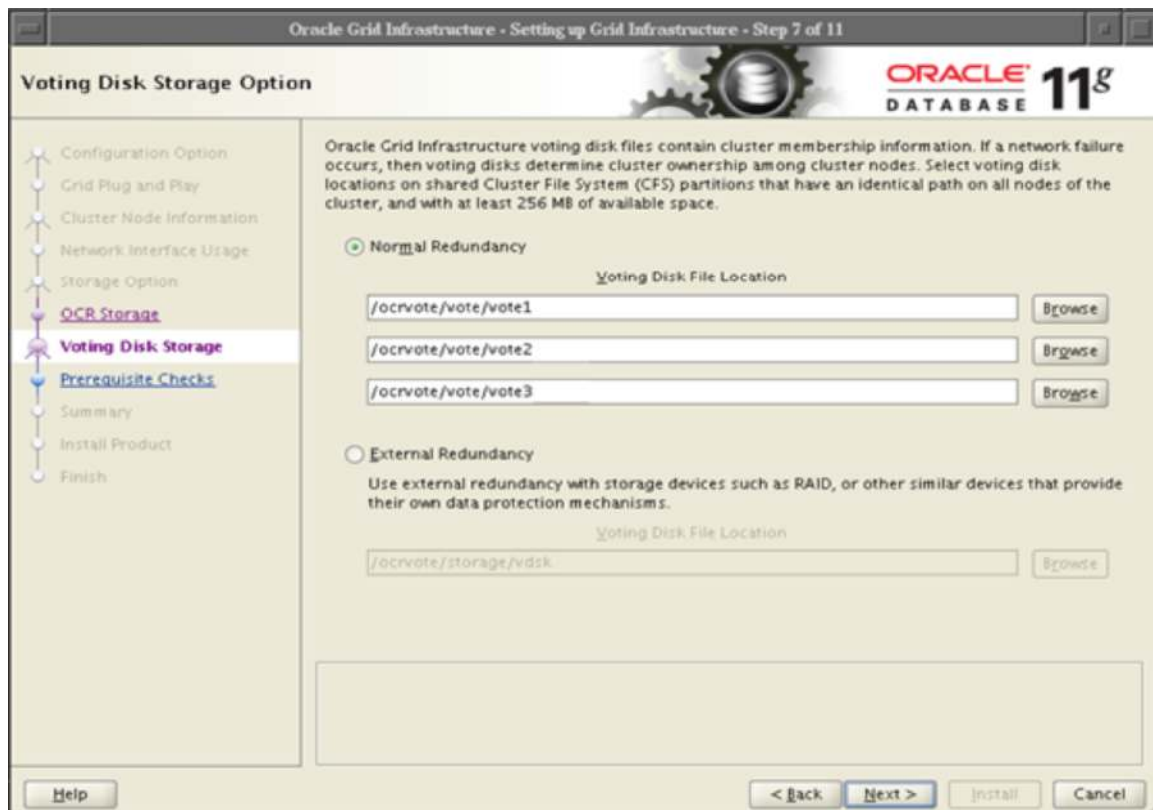 Oracle Grid Infrastructure - Setting up Grid Infrastructure - Step 7 of 11
Voting Disk Storage Option
ORACLE
DATABASE
11g
Configuration Option
Grid Plug and Play
Cluster Node Information
Network Interface Usage
Storage Option
OCR Storage
Voting Disk Storage
Prerequisite Checks
Summary
Install Product
Finish
Oracle Grid Infrastructure voting disk files contain cluster membership information. If a network failure
occurs, then voting disks determine cluster ownership among cluster nodes. Select voting disk
locations on shared Cluster File System (CFS) partitions that have an identical path on all nodes of the
cluster, and with at least 256 MB of available space.
Normal Redundancy
Voting Disk File Location
/ocrvote/vote/vote1
Browse
/ocrvote/vote/vote2
Browse
/ocrvote/vote/vote3
Browse
External Redundancy
Use external redundancy with storage devices such as RAID, or other similar devices that provide
their own data protection mechanisms.
Voting Disk File Location
/ocrvote/storage/vdsk
Browse
Help
< Back
Next >
Install
Cancel